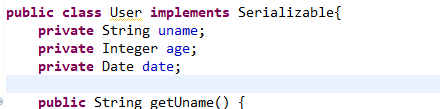 public class User implements Serializable{
    private String uname;
    private Integer age;
    private Date date;
    public String getUname() {